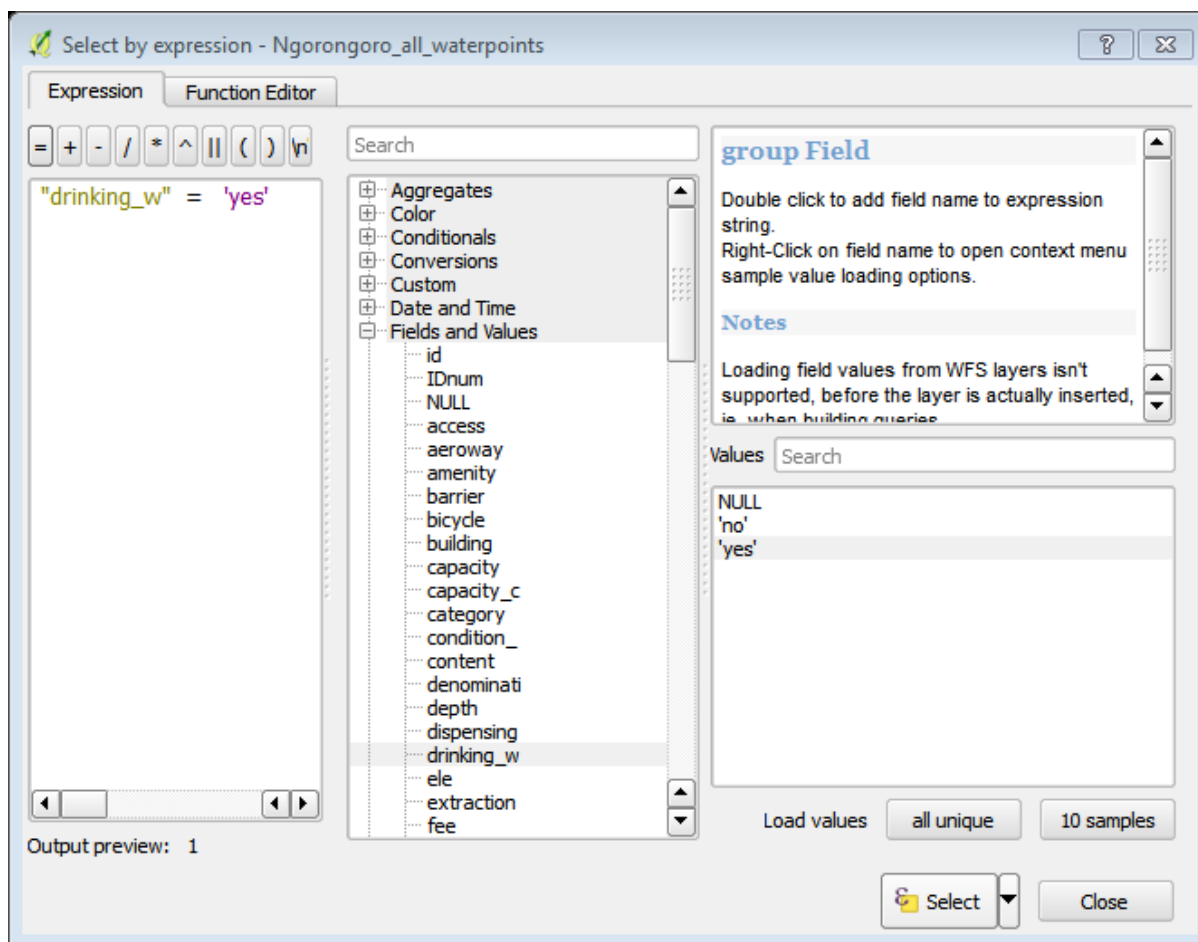 Select by expression - Ngorongoro_all_waterpoints
Expression
Function Editor
= + - / * ^ || ( ) \n
"drinking_w" = 'yes'
Output preview: 1
Search
Aggregates
Color
Conditionals
Conversions
Custom
Date and Time
Fields and Values
id
IDnum
NULL
access
aeroway
amenity
barrier
bicycle
building
capacity
capacity_c
category
condition_
content
denominati
depth
dispensing
drinking_w
ele
extraction
fee
group Field
Double click to add field name to expression
string.
Right-Click on field name to open context menu
sample value loading options.
Notes
Loading field values from WFS layers isn't
supported, before the layer is actually inserted,
ie. when building queries.
Values Search
NULL
'no'
'yes'
Load values all unique 10 samples
Select Close